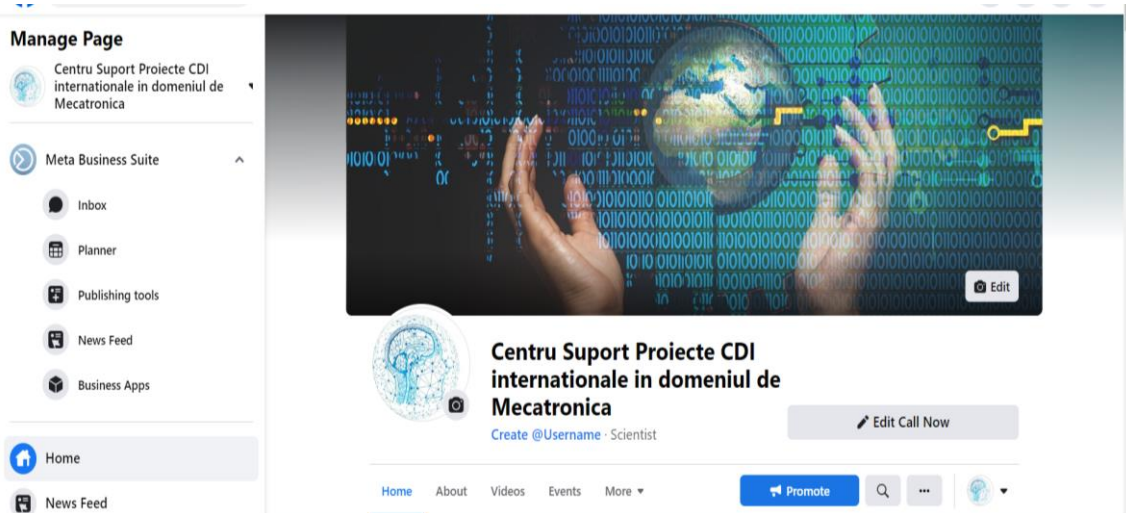 Manage Page
Centru Suport Proiecte CDI
internationale in domeniul de
Mecatronica
Meta Business Suite
Inbox
Planner
Publishing tools
News Feed
Business Apps
Home
News Feed
Edit
Centru Suport Proiecte CDI
internationale in domeniul de
Mecatronica
Create @Username · Scientist
Edit Call Now
Home About Videos Events More
Promote